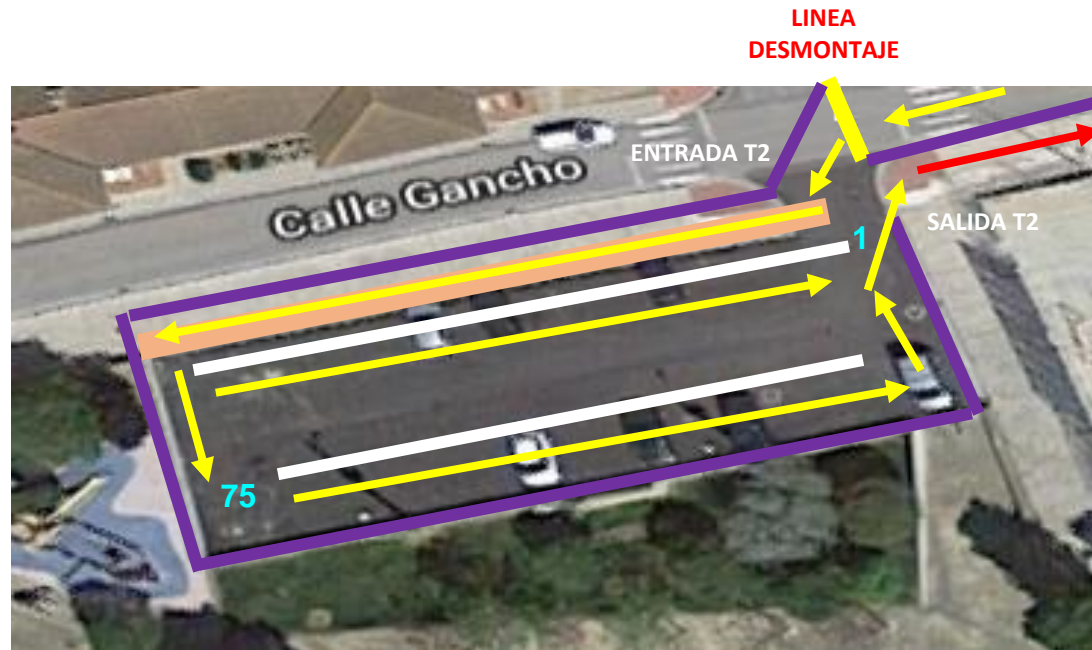 LINEA
DESMONTAJE
ENTRADA T2
Calle Gancho
SALIDA T2
1
75